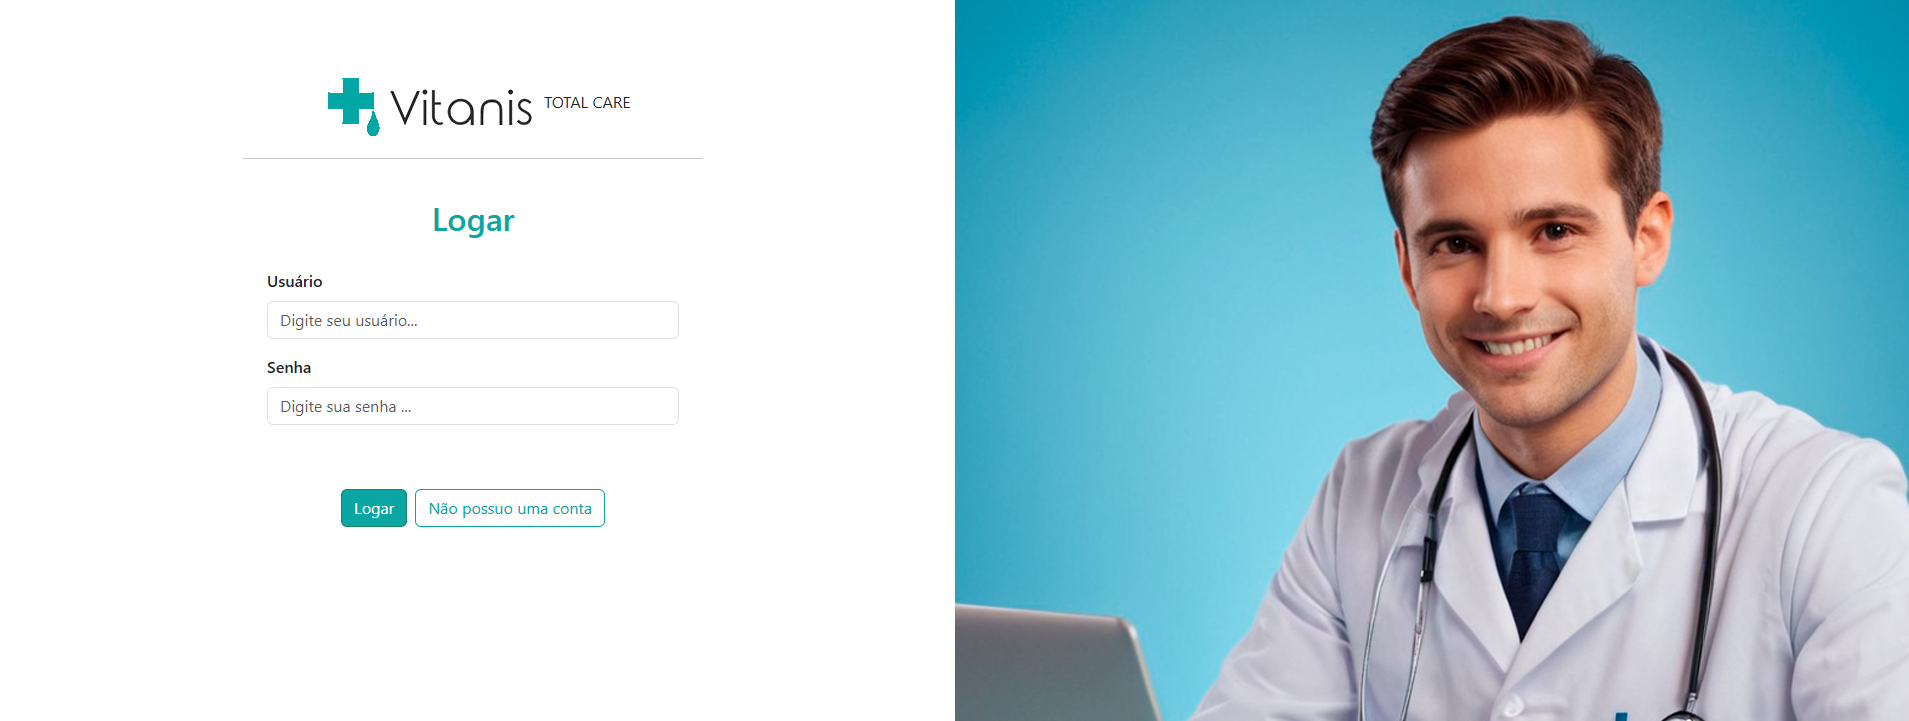 Vitanis TOTAL CARE
Logar
Usuário
Digite seu usuário...
Senha
Digite sua senha ...
Logar Não possuo uma conta